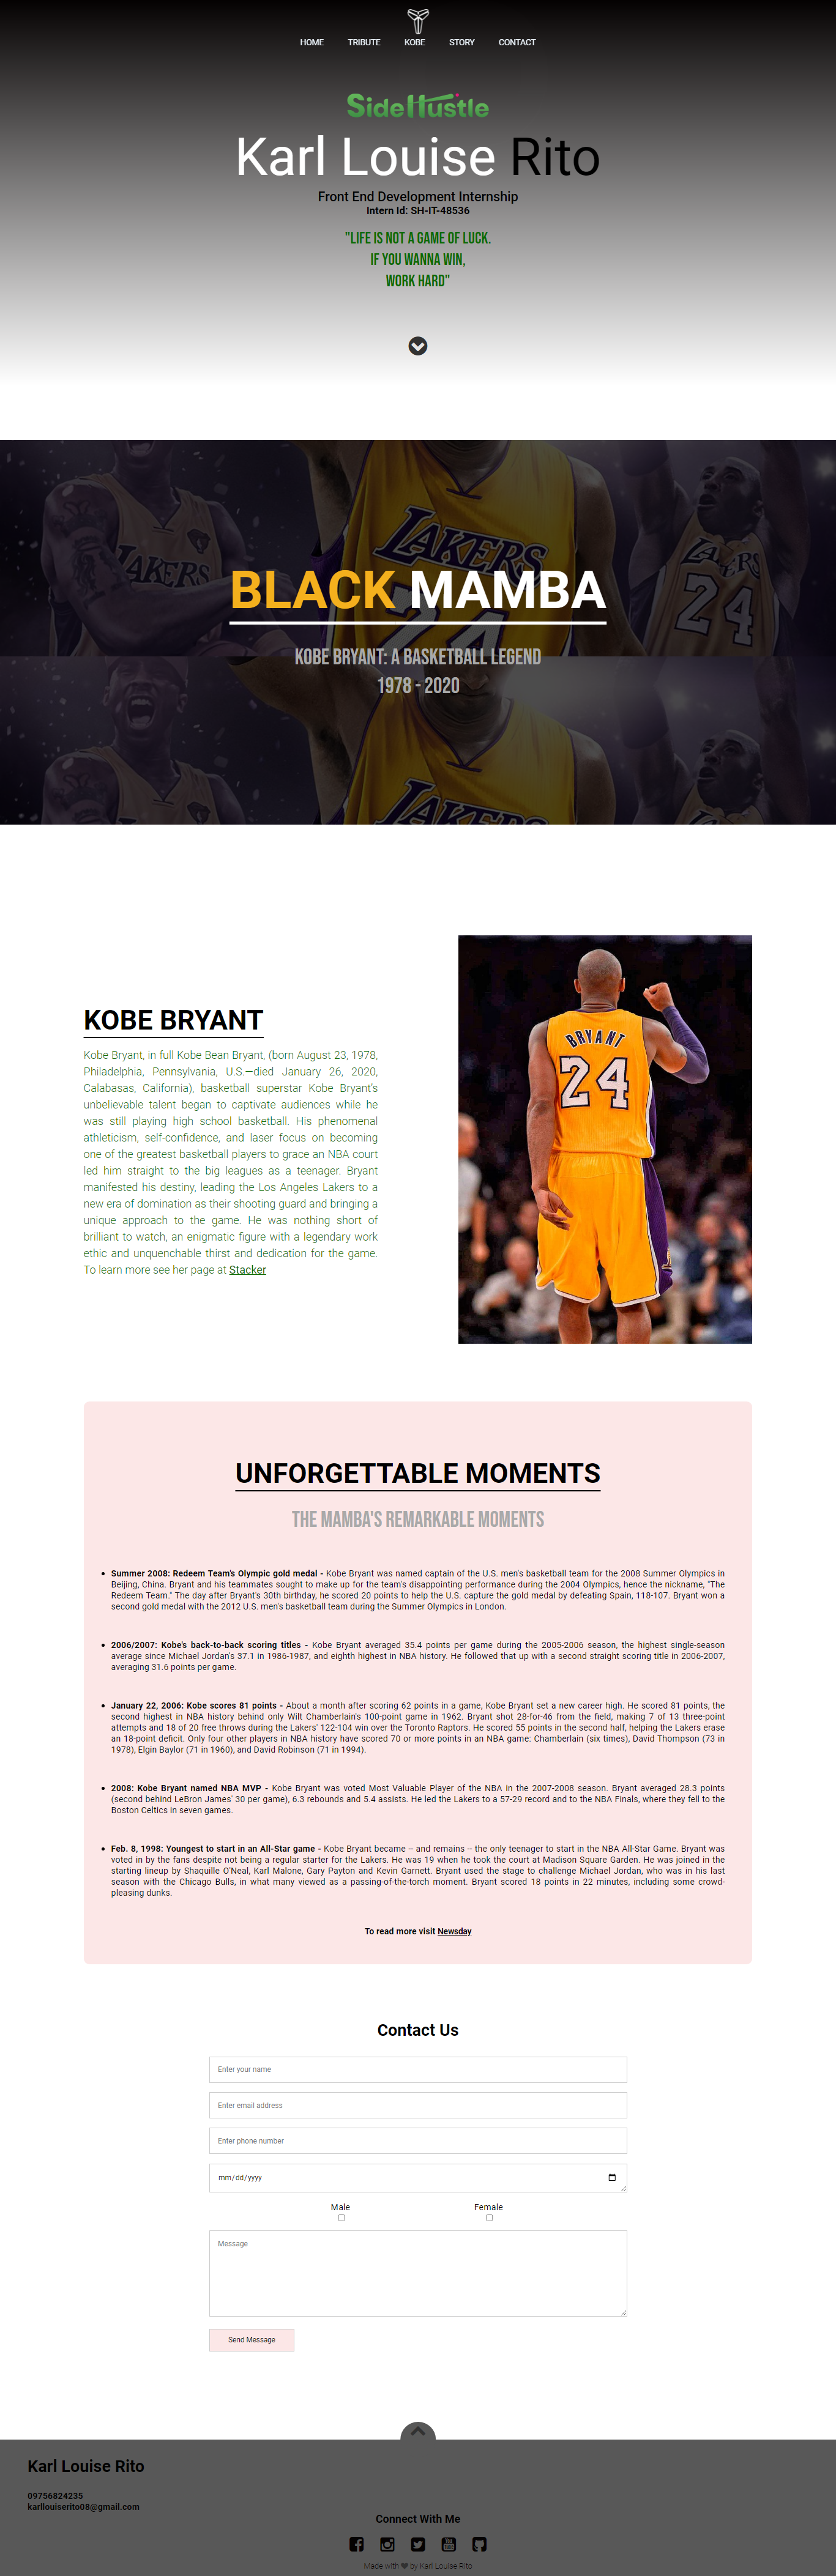 HOME TRIBUTE KOBE STORY CONTACT
SideHustle
Karl Louise Rito
Front End Development Internship
Intern Id: SH-IT-48536
"LIFE IS NOT A GAME OF LUCK.
IF YOU WANNA WIN,
WORK HARD"
LAKERS
LAKERS
LAKERS
24
24
BLACK MAMBA
KOBE BRYANT: A BASKETBALL LEGEND
1978 - 2020
LAKERS
BRYANT
24
KOBE BRYANT
Kobe Bryant, in full Kobe Bean Bryant, (born August 23, 1978,
Philadelphia, Pennsylvania, U.S.—died January 26, 2020,
Calabasas, California), basketball superstar Kobe Bryant's
unbelievable talent began to captivate audiences while he
was still playing high school basketball. His phenomenal
athleticism, self-confidence, and laser focus on becoming
one of the greatest basketball players to grace an NBA court
led him straight to the big leagues as a teenager. Bryant
manifested his destiny, leading the Los Angeles Lakers to a
new era of domination as their shooting guard and bringing a
unique approach to the game. He was nothing short of
brilliant to watch, an enigmatic figure with a legendary work
ethic and unquenchable thirst and dedication for the game.
To learn more see her page at Stacker
UNFORGETTABLE MOMENTS
THE MAMBA'S REMARKABLE MOMENTS
Summer 2008: Redeem Team's Olympic gold medal - Kobe Bryant was named captain of the U.S. men's basketball team for the 2008 Summer Olympics in
Beijing, China. Bryant and his teammates sought to make up for the team's disappointing performance during the 2004 Olympics, hence the nickname, "The
Redeem Team." The day after Bryant's 30th birthday, he scored 20 points to help the U.S. capture the gold medal by defeating Spain, 118-107. Bryant won a
second gold medal with the 2012 U.S. men's basketball team during the Summer Olympics in London.
2006/2007: Kobe's back-to-back scoring titles - Kobe Bryant averaged 35.4 points per game during the 2005-2006 season, the highest single-season
average since Michael Jordan's 37.1 in 1986-1987, and eighth highest in NBA history. He followed that up with a second straight scoring title in 2006-2007,
averaging 31.6 points per game.
January 22, 2006: Kobe scores 81 points - About a month after scoring 62 points in a game, Kobe Bryant set a new career high. He scored 81 points, the
second highest in NBA history behind only Wilt Chamberlain's 100-point game in 1962. Bryant shot 28-for-46 from the field, making 7 of 13 three-point
attempts and 18 of 20 free throws during the Lakers' 122-104 win over the Toronto Raptors. He scored 55 points in the second half, helping the Lakers erase
an 18-point deficit. Only four other players in NBA history have scored 70 or more points in an NBA game: Chamberlain (six times), David Thompson (73 in
1978), Elgin Baylor (71 in 1960), and David Robinson (71 in 1994).
2008: Kobe Bryant named NBA MVP - Kobe Bryant was voted Most Valuable Player of the NBA in the 2007-2008 season. Bryant averaged 28.3 points
(second behind LeBron James' 30 per game), 6.3 rebounds and 5.4 assists. He led the Lakers to a 57-29 record and to the NBA Finals, where they fell to the
Boston Celtics in seven games.
Feb. 8, 1998: Youngest to start in an All-Star game - Kobe Bryant became -- and remains -- the only teenager to start in the NBA All-Star Game. Bryant was
voted in by the fans despite not being a regular starter for the Lakers. He was 19 when he took the court at Madison Square Garden. He was joined in the
starting lineup by Shaquille O'Neal, Karl Malone, Gary Payton and Kevin Garnett. Bryant used the stage to challenge Michael Jordan, who was in his last
season with the Chicago Bulls, in what many viewed as a passing-of-the-torch moment. Bryant scored 18 points in 22 minutes, including some crowd-
pleasing dunks.
To read more visit Newsday
Contact Us
Enter your name
Enter email address
Enter phone number
mm/dd/yyyy
Male Female
Message
Send Message
Karl Louise Rito
09756824235
karllouiserito08@gmail.com
Connect With Me
Made with by Karl Louise Rito